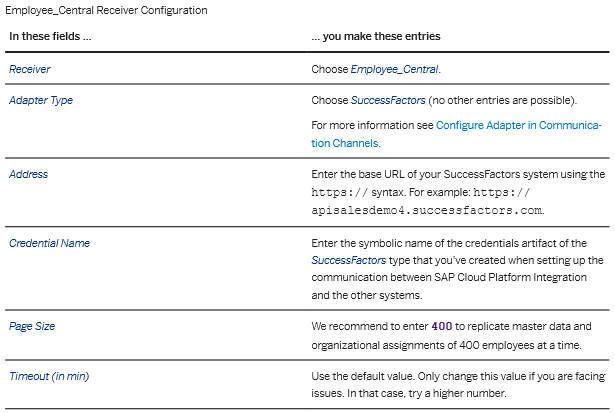 Employee_Central Receiver Configuration
In these fields ... ... you make these entries
Receiver Choose Employee_Central.
Adapter Type Choose SuccessFactors (no other entries are possible).
For more information see Configure Adapter in Communica-
tion Channels.
Address Enter the base URL of your SuccessFactors system using the
https:// syntax. For example: https://
apisalesdemo4.successfactors.com.
Credential Name Enter the symbolic name of the credentials artifact of the
SuccessFactors type that you've created when setting up the
communication between SAP Cloud Platform Integration
and the other systems.
Page Size We recommend to enter 400 to replicate master data and
organizational assignments of 400 employees at a time.
Timeout (in min) Use the default value. Only change this value if you are facing
issues. In that case, try a higher number.